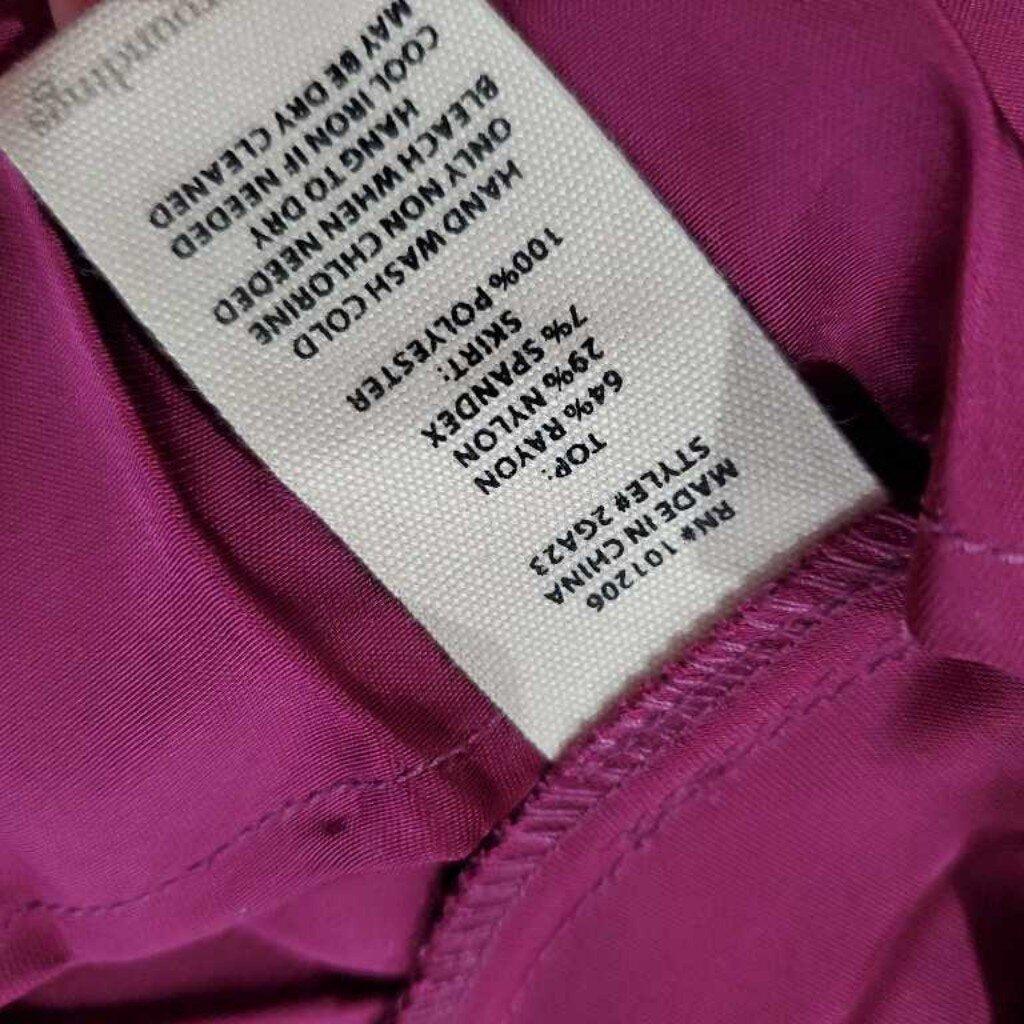 RN# 101206
MADE IN CHINA
STYLE# 2GA23
TOP:
64% RAYON
29% NYLON
7% SPANDEX
SKIRT:
100% POLYESTER
HAND WASH COLD
ONLY NON CHLORINE
BLEACH WHEN NEEDED
HANG TO DRY
COOL IRON IF NEEDED
MAY BE DRY CLEANED